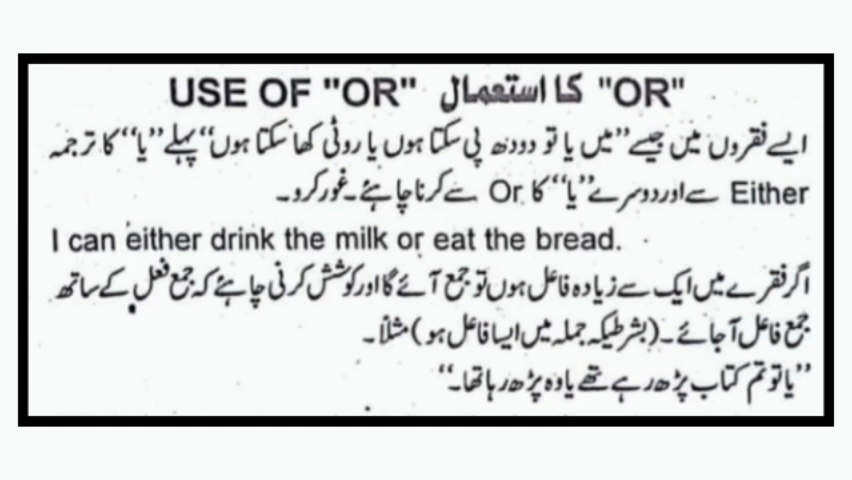 USE OF "OR" کا استعمال "OR"
ایسے فقروں میں جیسے ”میں یا تو دودھ پی سکتا ہوں یا روٹی کھا سکتا ہوں“ پہلے ”یا“ کا ترجمہ
Either سے اور دوسرے ”یا“ کا Or سے کرنا چاہئے۔ غور کرو۔
I can either drink the milk or eat the bread.
اگر فقرے میں ایک سے زیادہ فاعل ہوں تو جمع آئے گا اور کوشش کرنی چاہئے کہ جمع فعل کے ساتھ
جمع فاعل آ جائے۔ (بشرطیکہ جملہ میں ایسا فاعل ہو) مثلاً۔
”یا تو تم کتاب پڑھ رہے تھے یا وہ پڑھ رہا تھا۔“